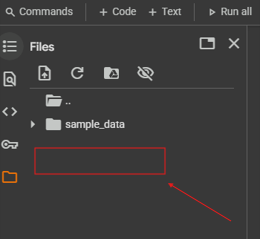 Commands + Code + Text Run all
Files
..
sample_data